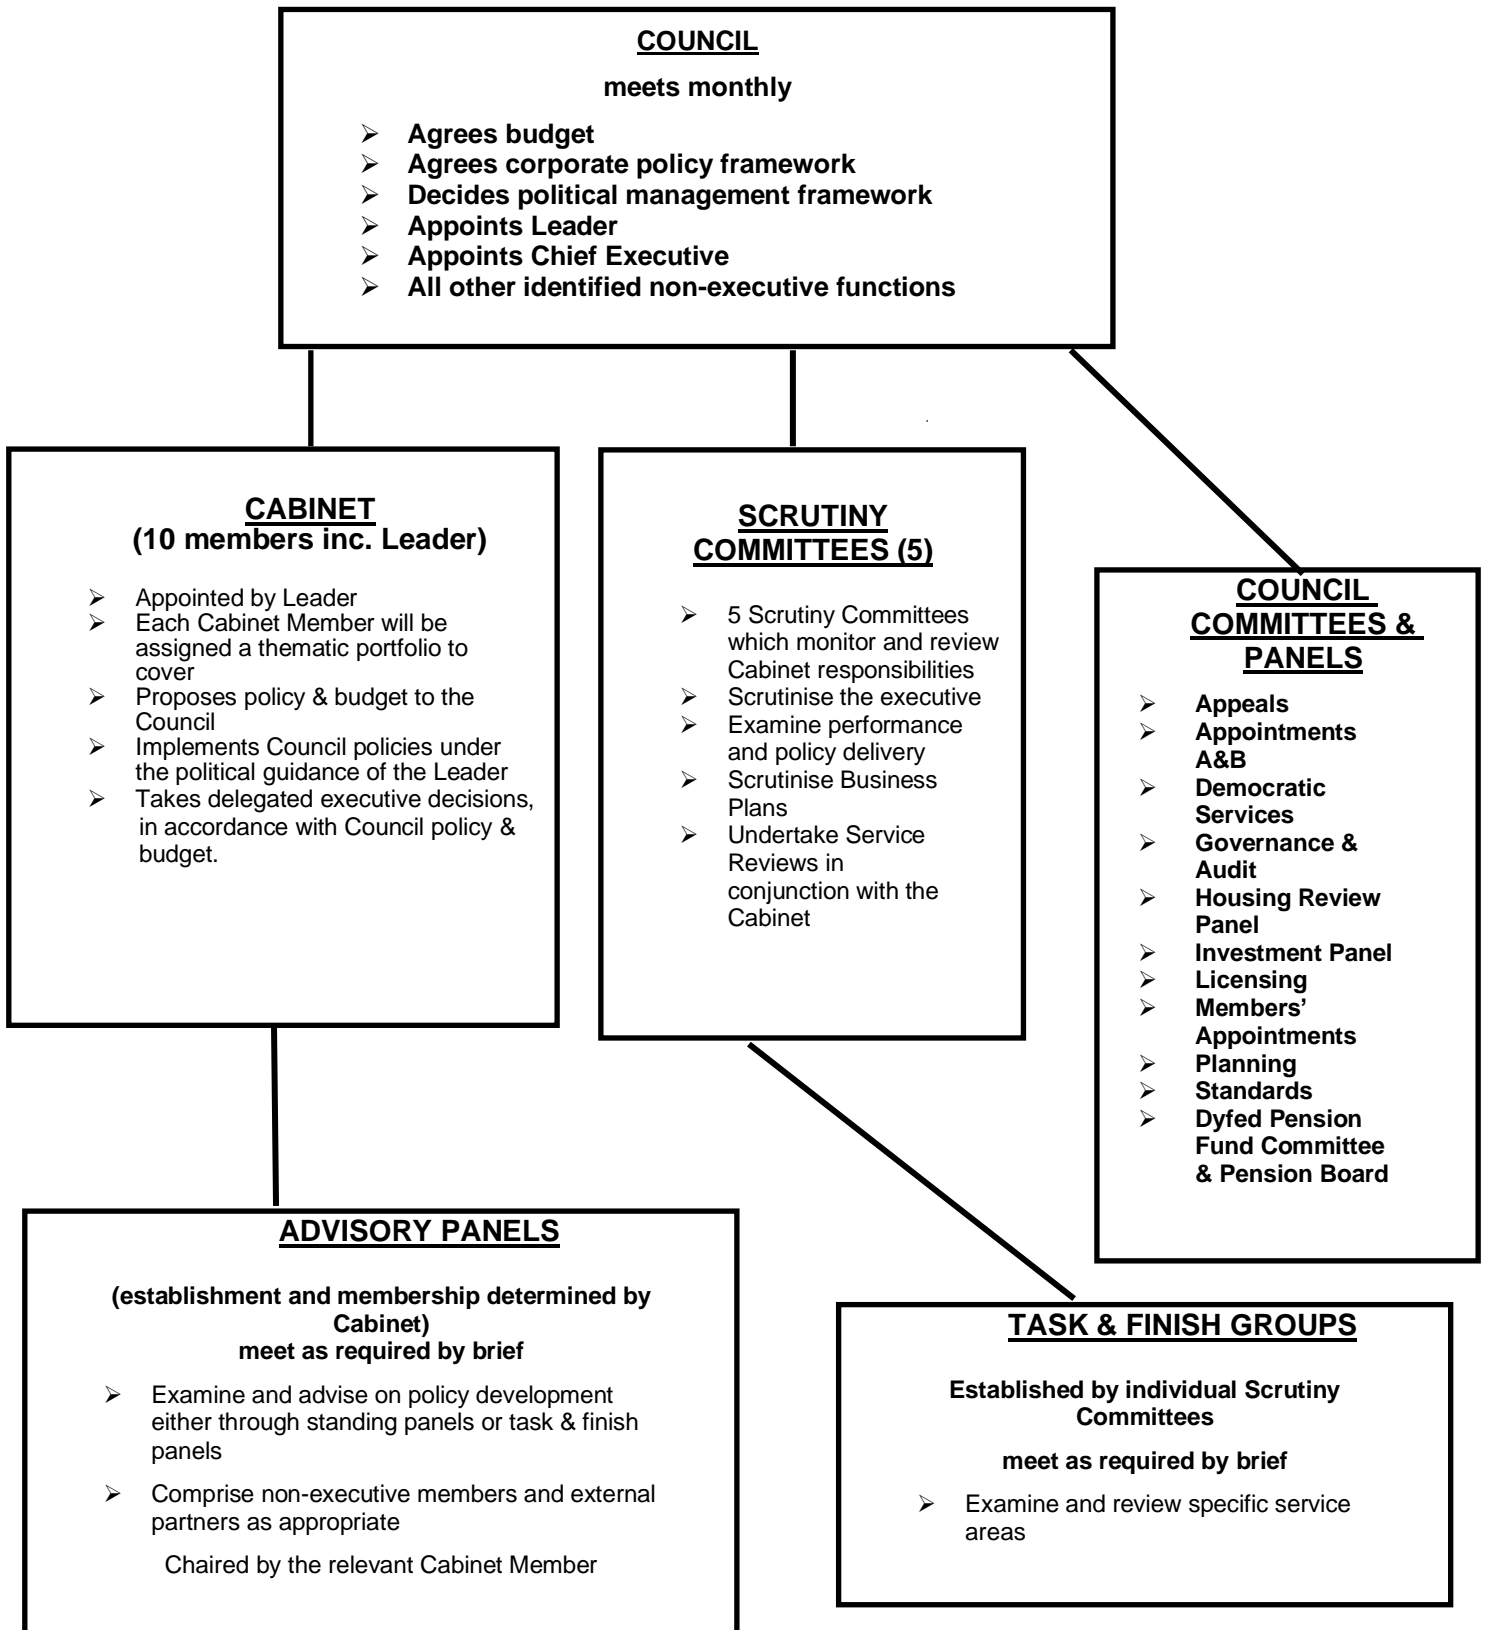 COUNCIL
meets monthly
➢ Agrees budget
➢ Agrees corporate policy framework
➢ Decides political management framework
➢ Appoints Leader
➢ Appoints Chief Executive
➢ All other identified non-executive functions
CABINET
(10 members inc. Leader)
➢ Appointed by Leader
➢ Each Cabinet Member will be
assigned a thematic portfolio to
cover
➢ Proposes policy & budget to the
Council
➢ Implements Council policies under
the political guidance of the Leader
➢ Takes delegated executive decisions,
in accordance with Council policy &
budget.
SCRUTINY
COMMITTEES (5)
➢ 5 Scrutiny Committees
which monitor and review
Cabinet responsibilities
➢ Scrutinise the executive
➢ Examine performance
and policy delivery
➢ Scrutinise Business
Plans
➢ Undertake Service
Reviews in
conjunction with the
Cabinet
COUNCIL
COMMITTEES &
PANELS
➢ Appeals
➢ Appointments
A&B
➢ Democratic
Services
➢ Governance &
Audit
➢ Housing Review
Panel
➢ Investment Panel
➢ Licensing
➢ Members’
Appointments
➢ Planning
➢ Standards
➢ Dyfed Pension
Fund Committee
& Pension Board
ADVISORY PANELS
(establishment and membership determined by
Cabinet)
meet as required by brief
➢ Examine and advise on policy development
either through standing panels or task & finish
panels
➢ Comprise non-executive members and external
partners as appropriate
Chaired by the relevant Cabinet Member
TASK & FINISH GROUPS
Established by individual Scrutiny
Committees
meet as required by brief
➢ Examine and review specific service
areas